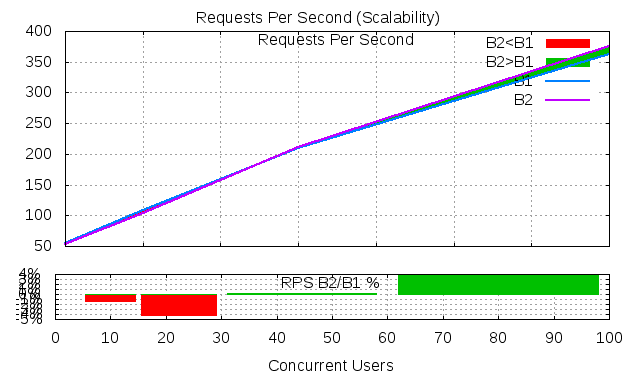 Requests Per Second (Scalability)
Requests Per Second
400
350
300
250
200
150
100
50
B2<B1
B2>B1
B1
B2
RPS B2/B1 %
4%
-5%
0 10 20 30 40 50 60 70 80 90 100
Concurrent Users